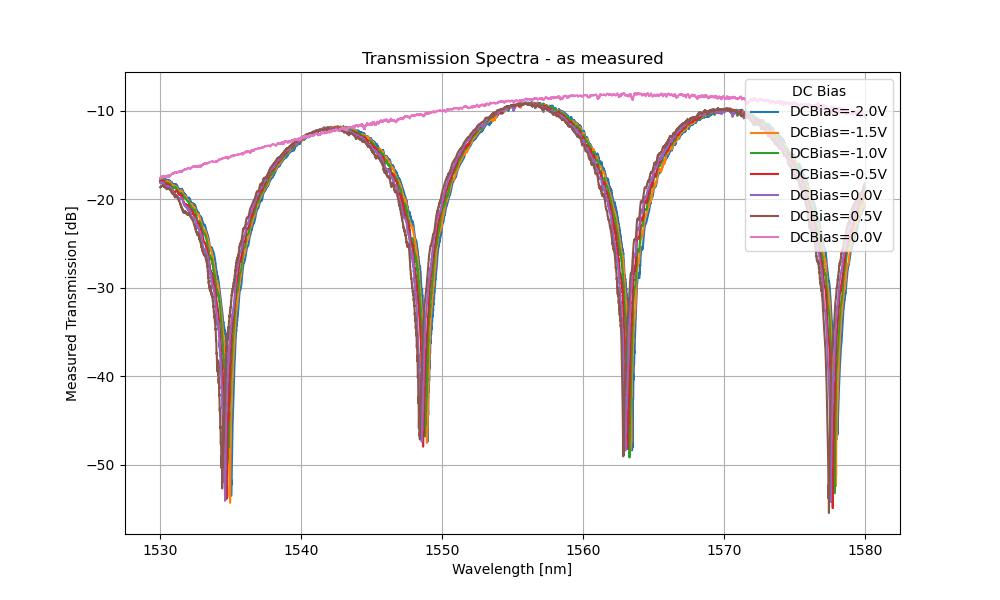 Transmission Spectra - as measured
DC Bias
DCBias=-2.0V
DCBias=-1.5V
DCBias=-1.0V
DCBias=-0.5V
DCBias=0.0V
DCBias=0.5V
DCBias=0.0V
−10
−20
−30
−40
−50
Measured Transmission [dB]
1530 1540 1550 1560 1570 1580
Wavelength [nm]